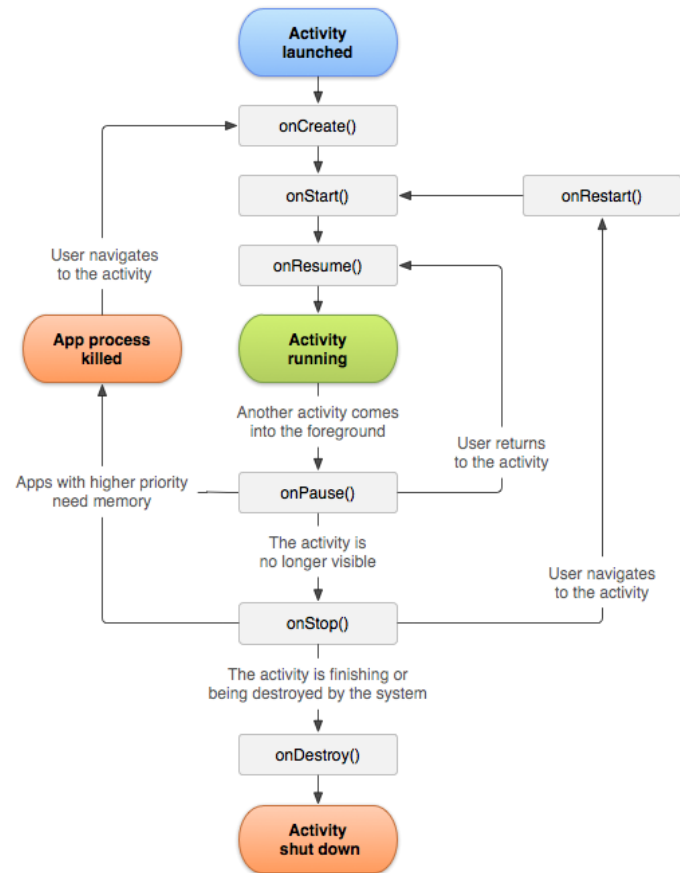 Activity
launched
onCreate()
onStart()
onRestart()
User navigates
to the activity
onResume()
App process
killed
Activity
running
Another activity comes
into the foreground
User returns
to the activity
Apps with higher priority
need memory
onPause()
The activity is
no longer visible
User navigates
to the activity
onStop()
The activity is finishing or
being destroyed by the system
onDestroy()
Activity
shut down